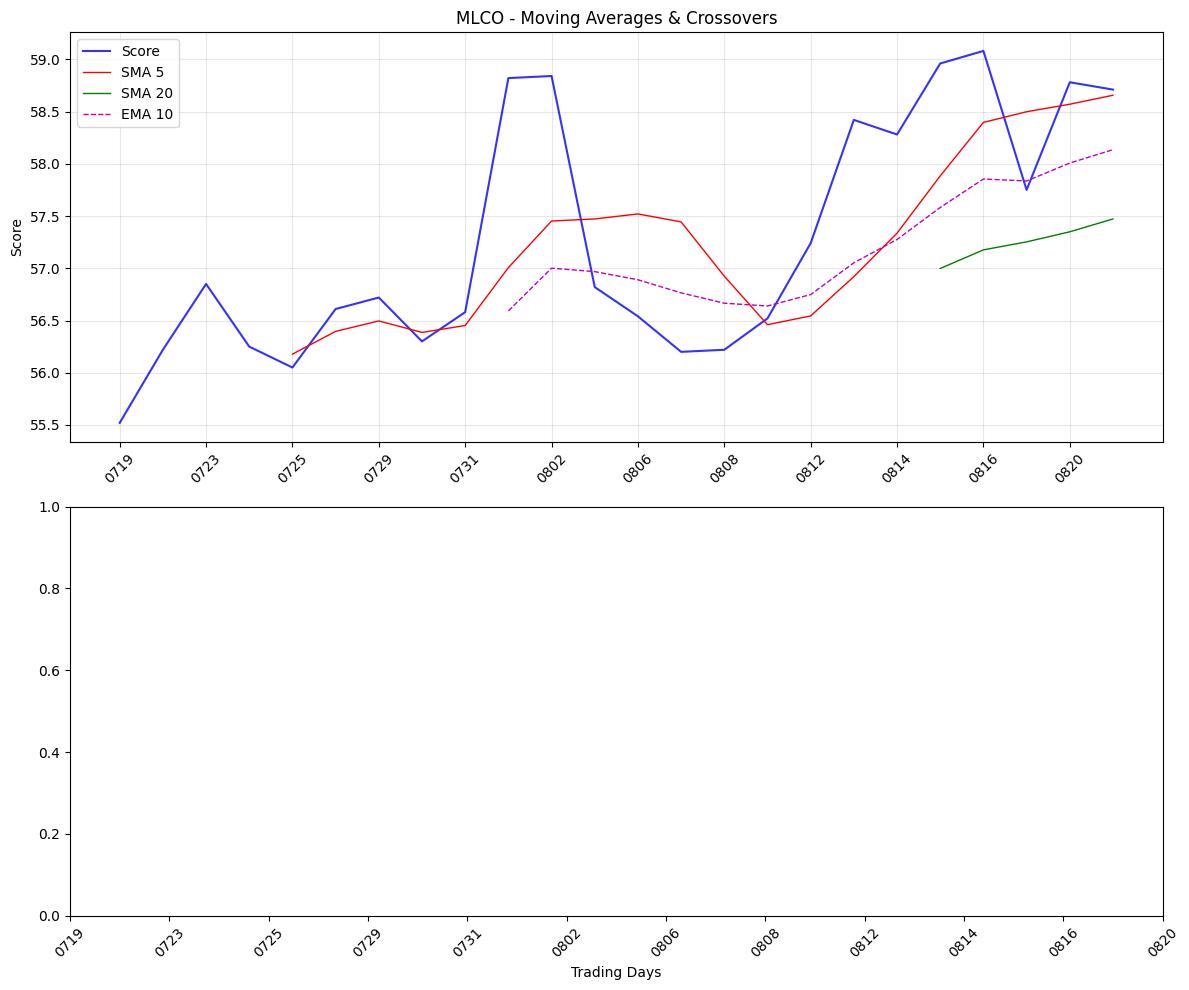 MLCO - Moving Averages & Crossovers
Score
SMA 5
SMA 20
EMA 10
Score
59.0
58.5
58.0
57.5
57.0
56.5
56.0
55.5
0719 0723 0725 0729 0731 0802 0806 0808 0812 0814 0816 0820
1.0
0.8
0.6
0.4
0.2
0.0
0719 0723 0725 0729 0731 0802 0806 0808 0812 0814 0816 0820
Trading Days